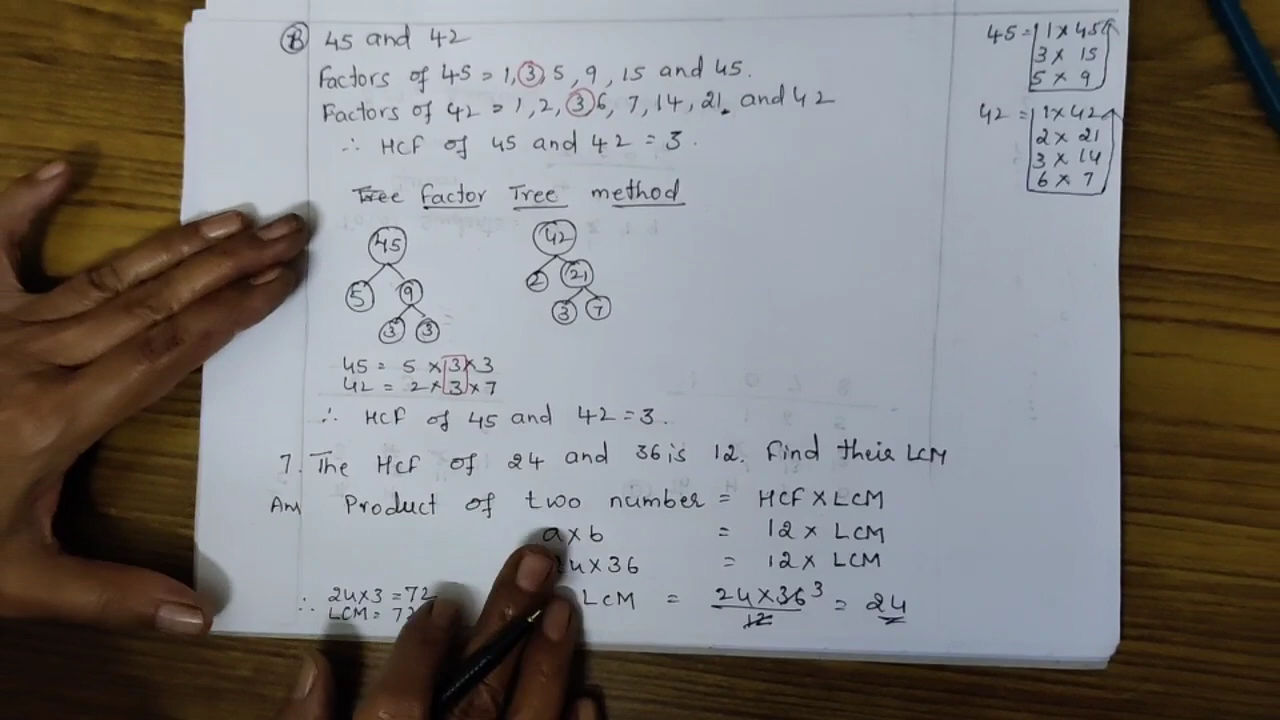 B 45 and 42
Factors of 45 = 1, 3, 5, 9, 15 and 45.
Factors of 42 = 1, 2, 3 6, 7, 14, 21, and 42
∴ HCF of 45 and 42 = 3.
45 = 1 x 45
3 x 15
5 x 9
42 = 1 x 42
2 x 21
3 x 14
6 x 7
Factor Tree method
45
5 9
3 3
42
2 21
3 7
45 = 5 x 3 x 3
42 = 2 x 3 x 7
∴ HCF of 45 and 42 = 3.
7. The HCF of 24 and 36 is 12. Find their LCM
Ans Product of two number = HCF x LCM
a x b = 12 x LCM
24 x 36 = 12 x LCM
LCM = 24 x 36 3 / 12 = 24
∴ 24 x 3 = 72
LCM = 72